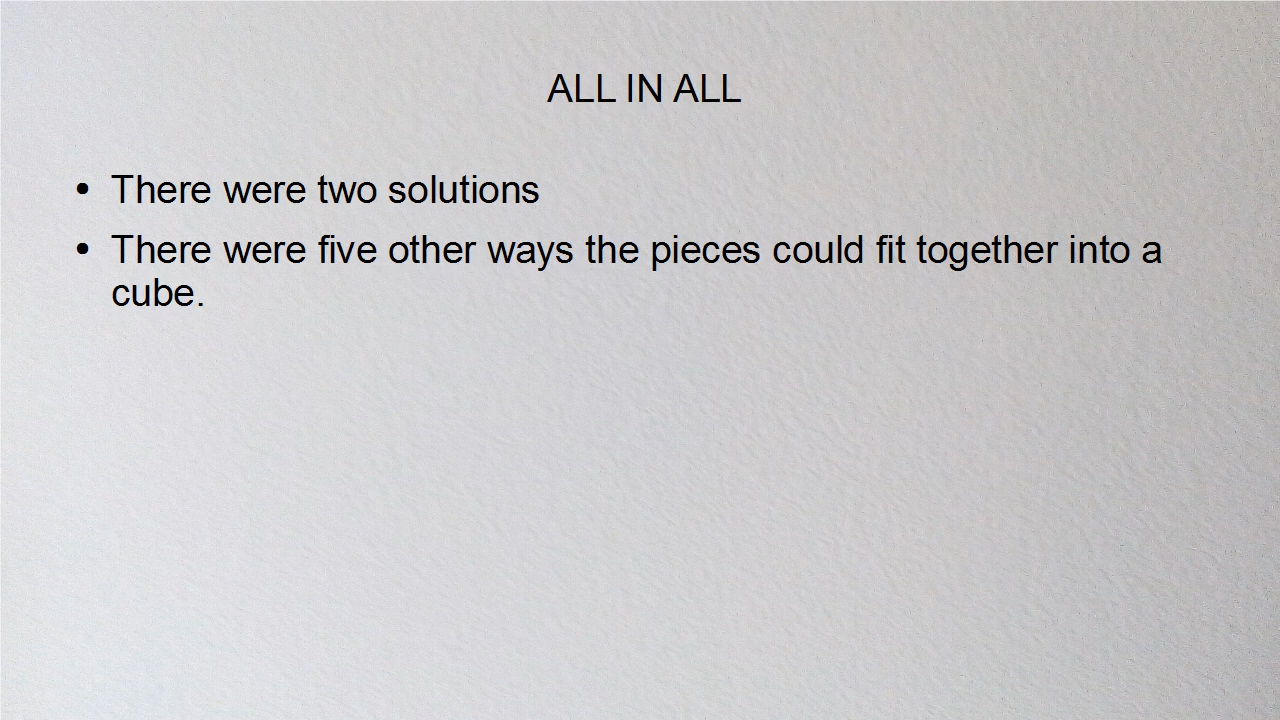 ALL IN ALL
• There were two solutions
• There were five other ways the pieces could fit together into a
cube.